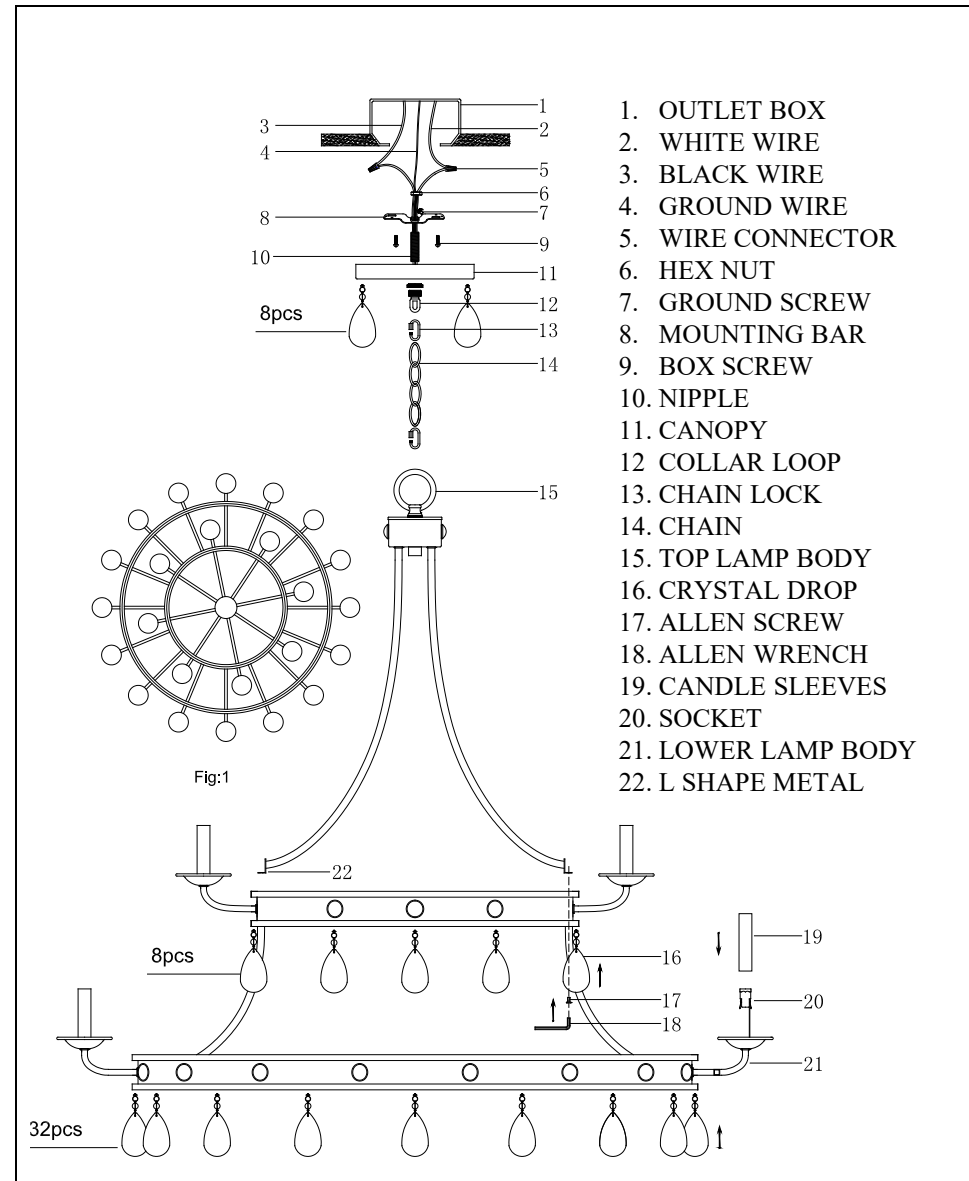 1
3
2
4
5
6
7
8
9
10
11
8pcs
12
13
14
15
Fig:1
22
8pcs
16
17
18
19
20
21
32pcs
1. OUTLET BOX
2. WHITE WIRE
3. BLACK WIRE
4. GROUND WIRE
5. WIRE CONNECTOR
6. HEX NUT
7. GROUND SCREW
8. MOUNTING BAR
9. BOX SCREW
10. NIPPLE
11. CANOPY
12 COLLAR LOOP
13. CHAIN LOCK
14. CHAIN
15. TOP LAMP BODY
16. CRYSTAL DROP
17. ALLEN SCREW
18. ALLEN WRENCH
19. CANDLE SLEEVES
20. SOCKET
21. LOWER LAMP BODY
22. L SHAPE METAL